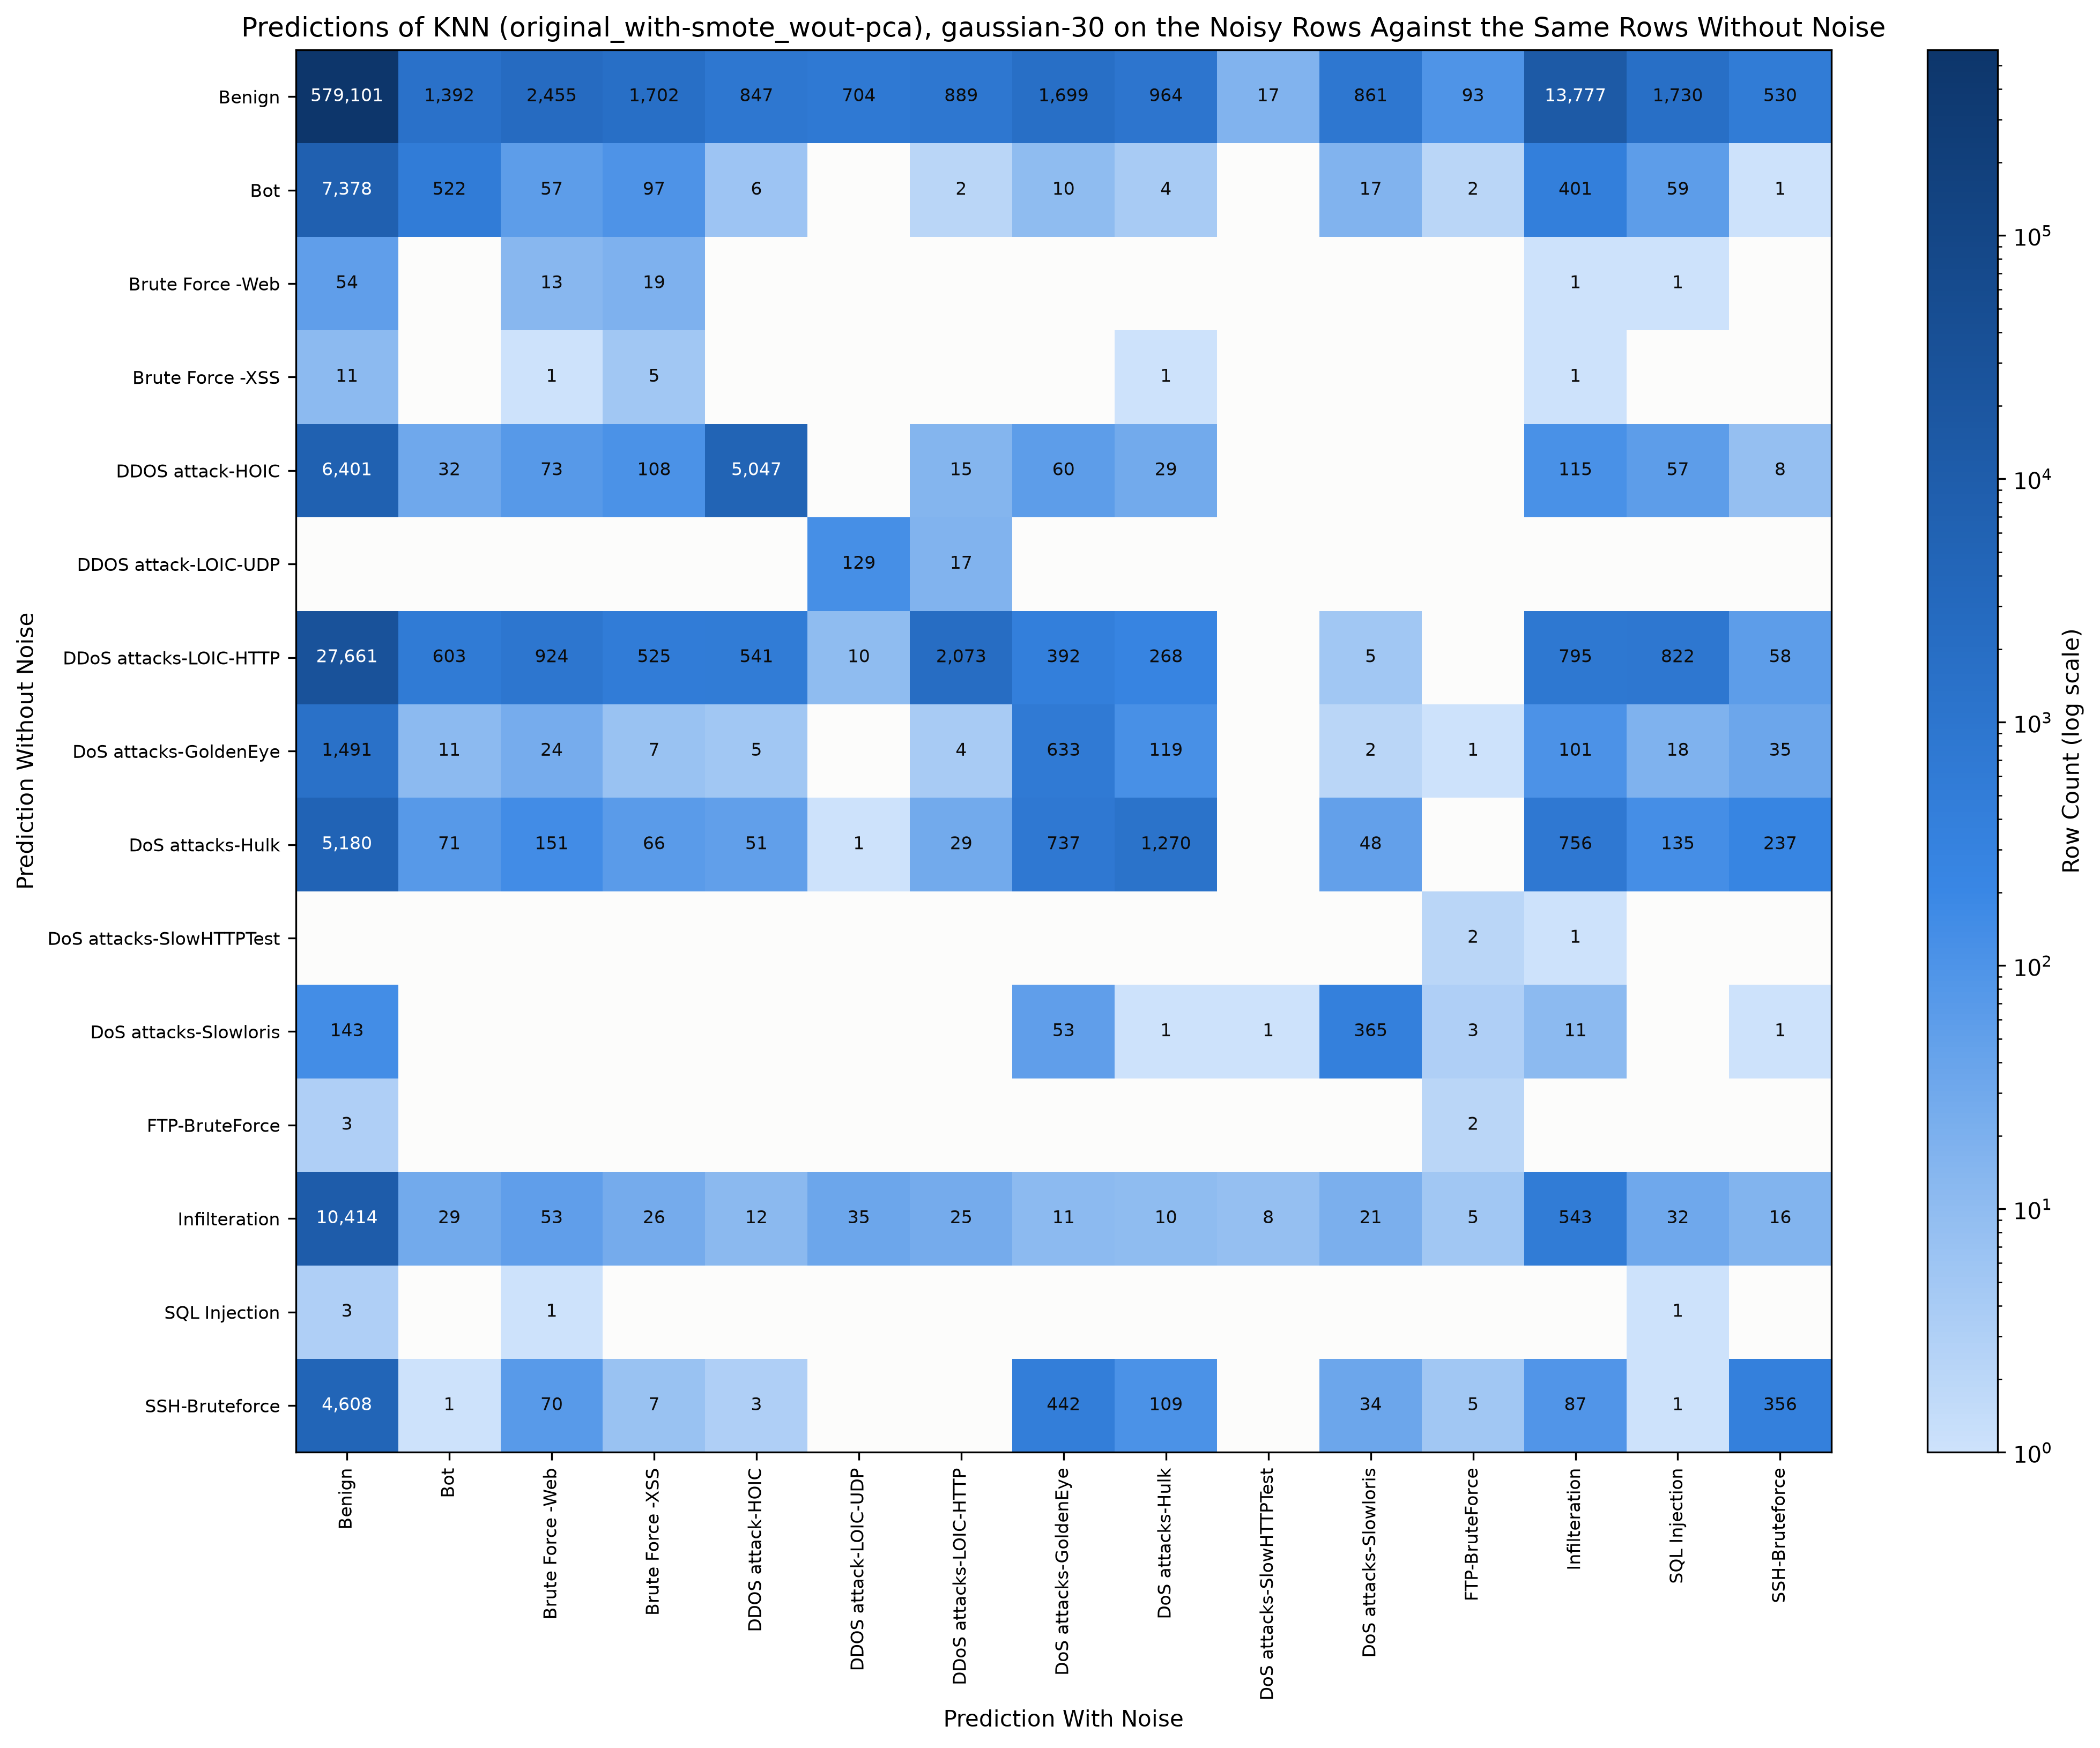 Predictions of KNN (original_with-smote_wout-pca), gaussian-30 on the Noisy Rows Against the Same Rows Without Noise
Prediction Without Noise
Benign 579,101 1,392 2,455 1,702 847 704 889 1,699 964 17 861 93 13,777 1,730 530
Bot 7,378 522 57 97 6 2 10 4 17 2 401 59 1
Brute Force -Web 54 13 19 1 1
Brute Force -XSS 11 1 5 1 1
DDOS attack-HOIC 6,401 32 73 108 5,047 15 60 29 115 57 8
DDOS attack-LOIC-UDP 129 17
DDoS attacks-LOIC-HTTP 27,661 603 924 525 541 10 2,073 392 268 5 795 822 58
DoS attacks-GoldenEye 1,491 11 24 7 5 4 633 119 2 1 101 18 35
DoS attacks-Hulk 5,180 71 151 66 51 1 29 737 1,270 48 756 135 237
DoS attacks-SlowHTTPTest 2 1
DoS attacks-Slowloris 143 53 1 1 365 3 11 1
FTP-BruteForce 3 2
Infilteration 10,414 29 53 26 12 35 25 11 10 8 21 5 543 32 16
SQL Injection 3 1 1
SSH-Bruteforce 4,608 1 70 7 3 442 109 34 5 87 1 356
Benign
Bot
Brute Force -Web
Brute Force -XSS
DDOS attack-HOIC
DDOS attack-LOIC-UDP
DDoS attacks-LOIC-HTTP
DoS attacks-GoldenEye
DoS attacks-Hulk
DoS attacks-SlowHTTPTest
DoS attacks-Slowloris
FTP-BruteForce
Infilteration
SQL Injection
SSH-Bruteforce
Prediction With Noise
10⁵
10⁴
10³
10²
10¹
10⁰
Row Count (log scale)